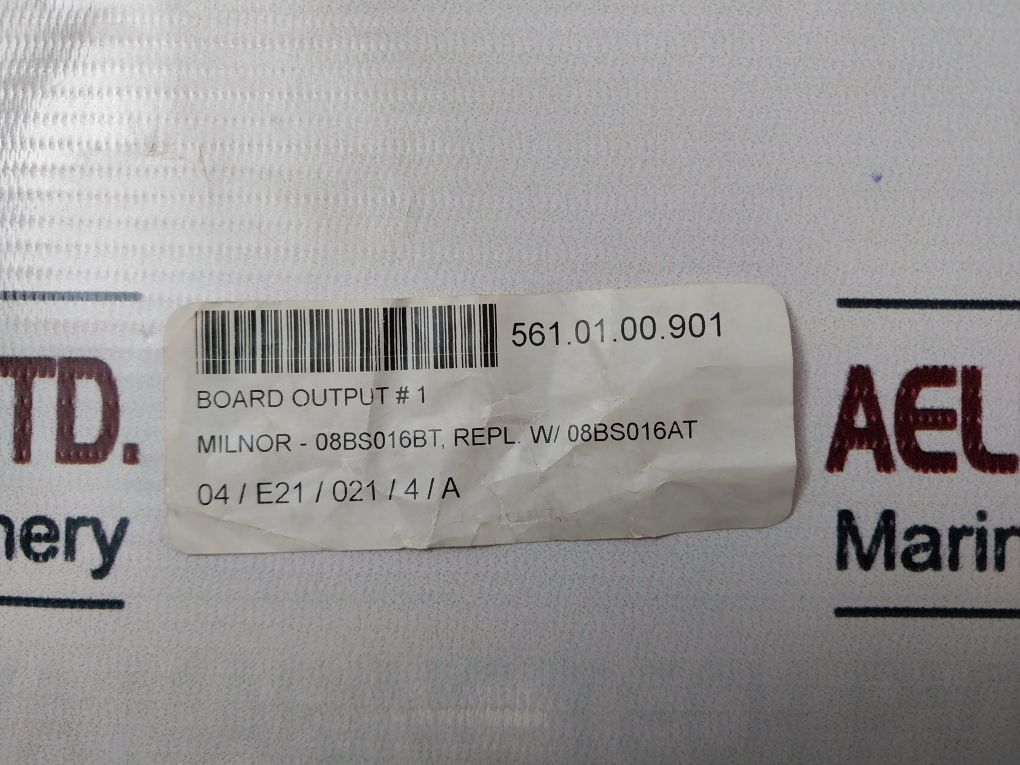 561.01.00.901
BOARD OUTPUT # 1
MILNOR - 08BS016BT, REPL. W/ 08BS016AT
04 / E21 / 021 / 4 / A
TD.
nery
AEL
Marin